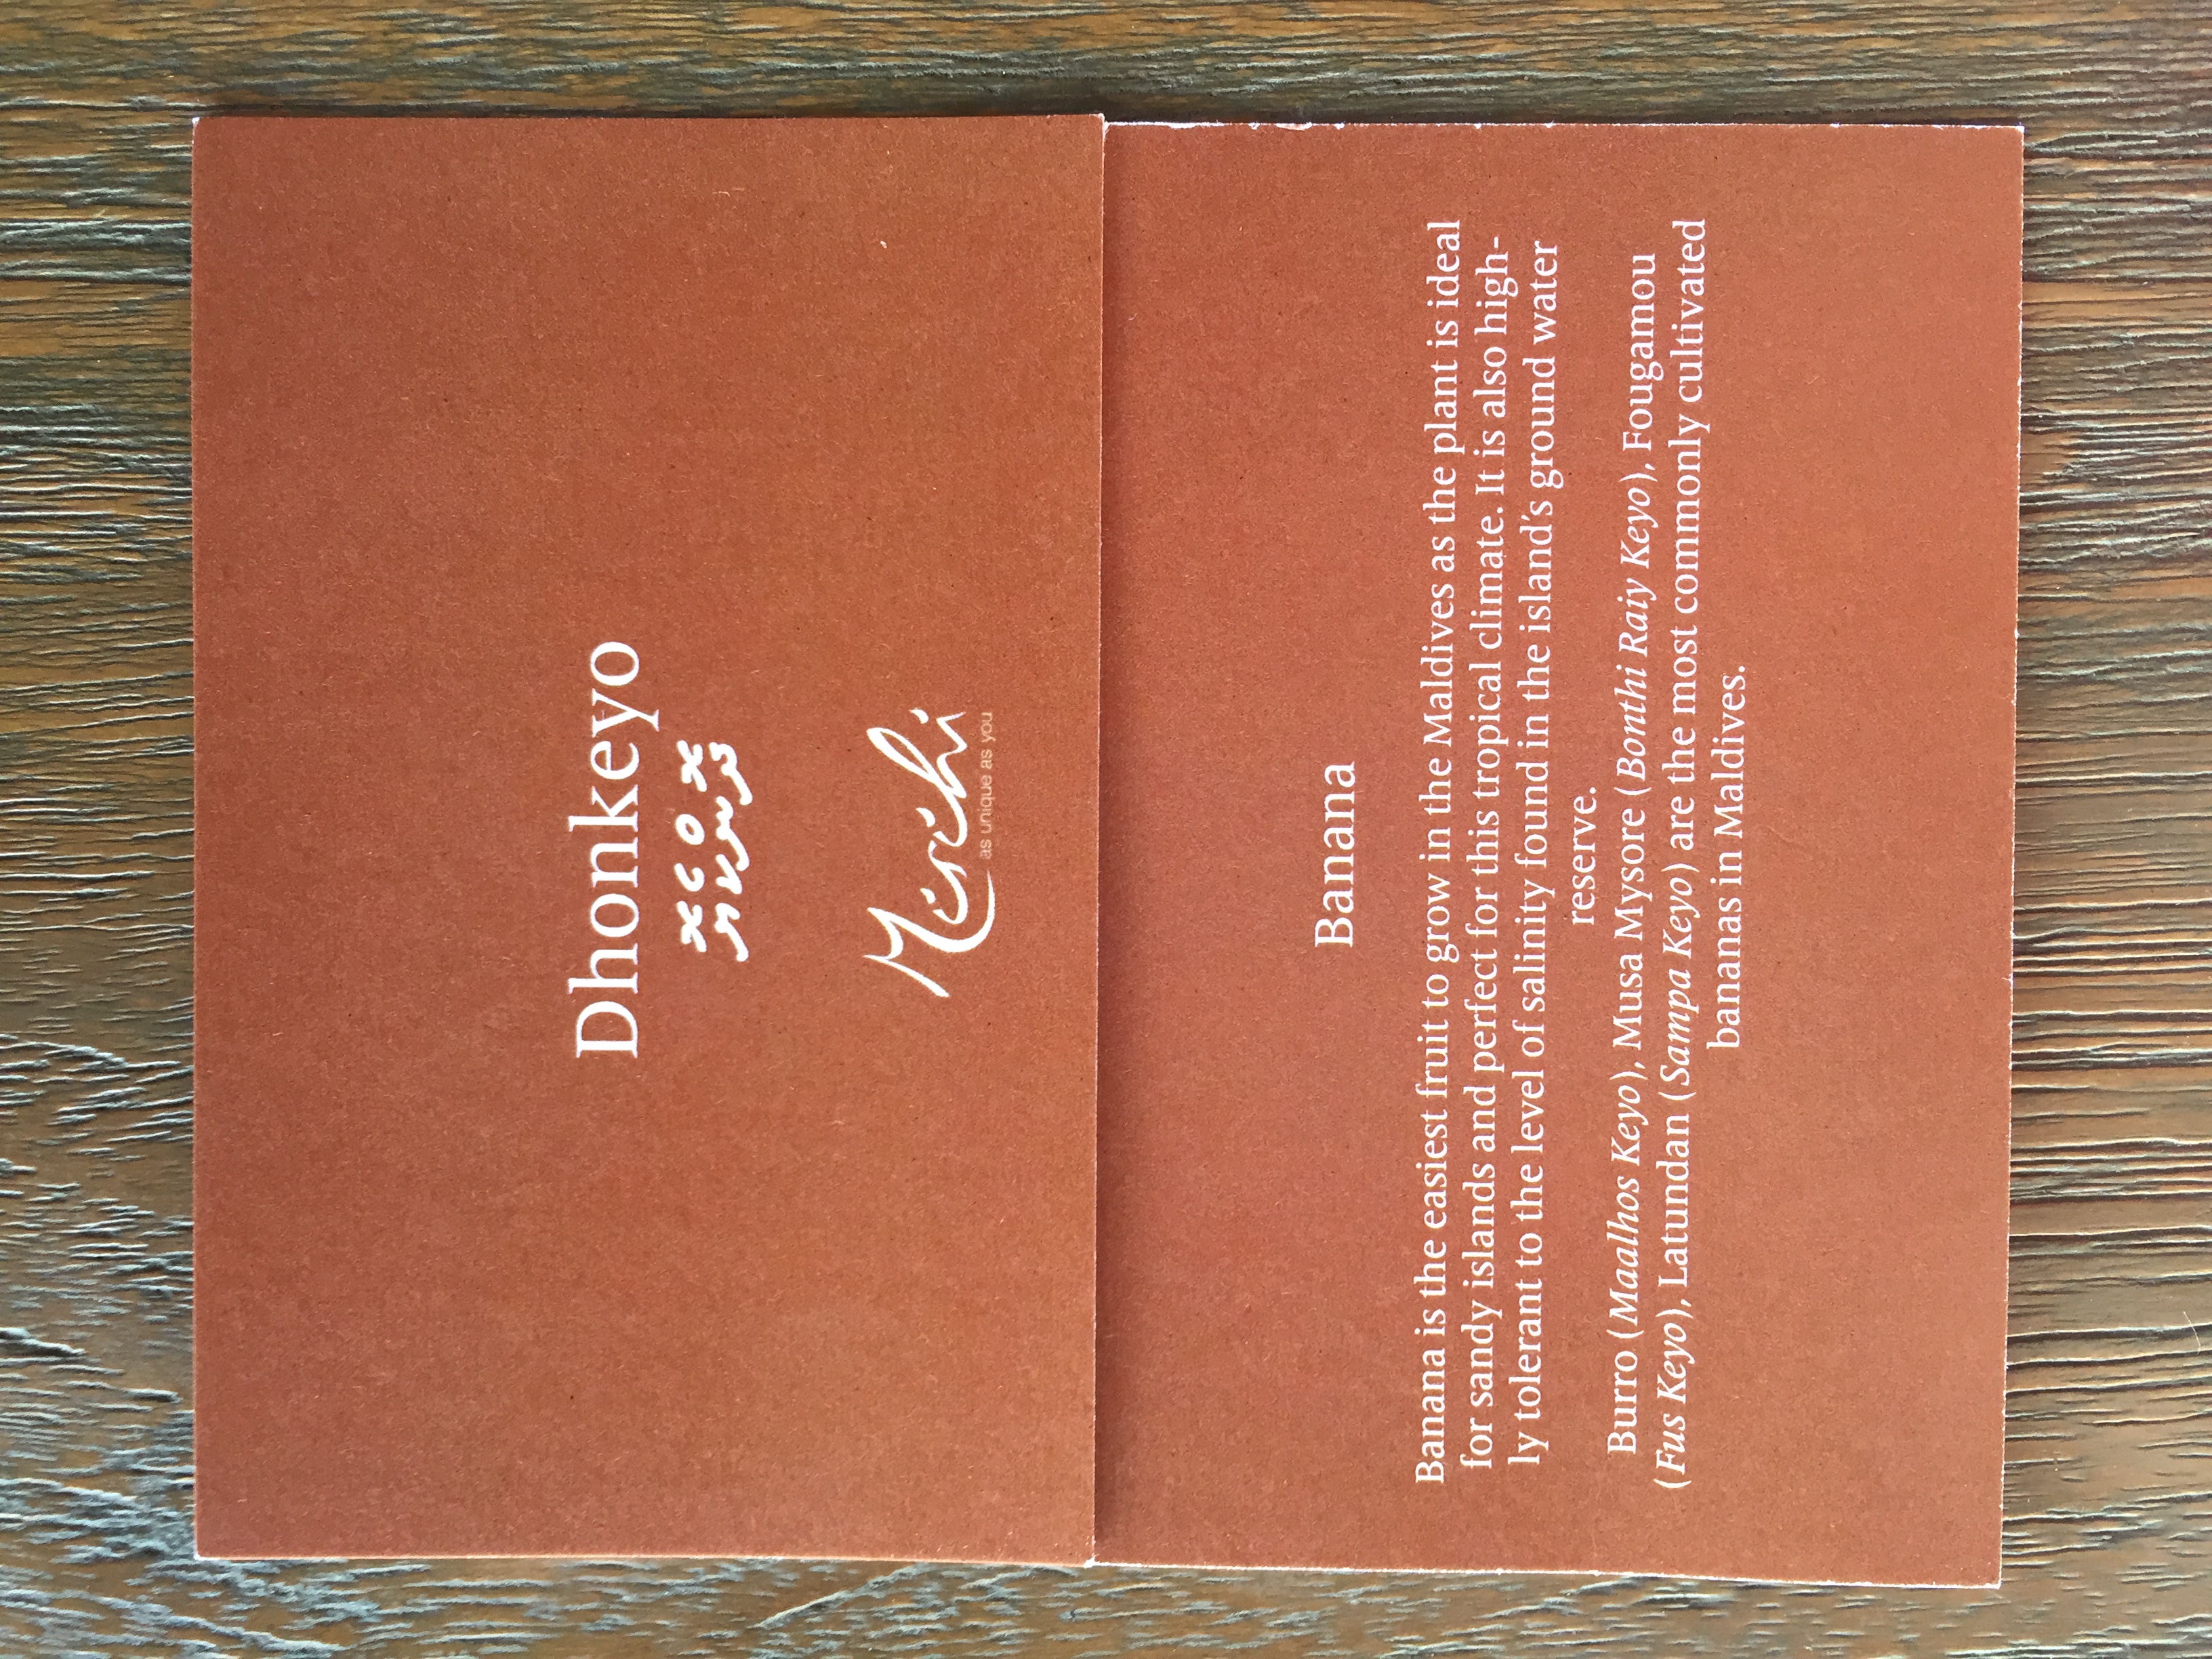 Dhonkeyo
ދޮންކެޔޮ
Mirihi
as unique as you
Banana
Banana is the easiest fruit to grow in the Maldives as the plant is ideal
for sandy islands and perfect for this tropical climate. It is also high-
ly tolerant to the level of salinity found in the island's ground water
reserve.
Burro (Maalhos Keyo), Musa Mysore (Bonthi Raiy Keyo), Fougamou
(Fus Keyo), Latundan (Sampa Keyo) are the most commonly cultivated
bananas in Maldives.